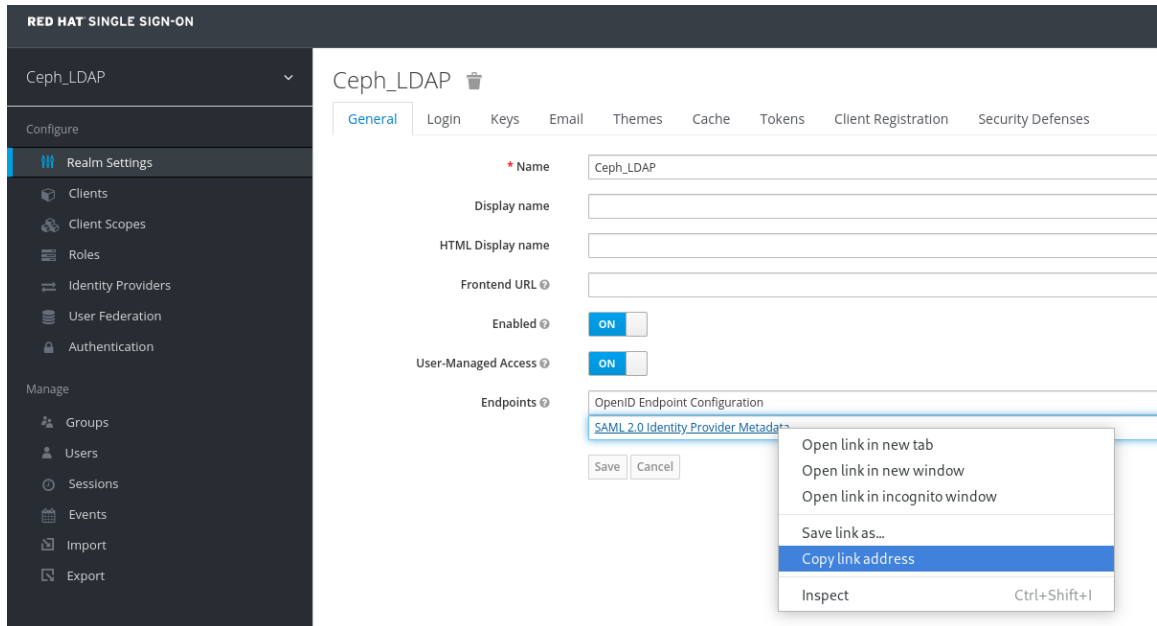 RED HAT SINGLE SIGN-ON
Ceph_LDAP
Configure
Realm Settings
Clients
Client Scopes
Roles
Identity Providers
User Federation
Authentication
Manage
Groups
Users
Sessions
Events
Import
Export
Ceph_LDAP
General Login Keys Email Themes Cache Tokens Client Registration Security Defenses
* Name Ceph_LDAP
Display name
HTML Display name
Frontend URL
Enabled ON
User-Managed Access ON
Endpoints OpenID Endpoint Configuration
SAML 2.0 Identity Provider Metadata
Save Cancel
Open link in new tab
Open link in new window
Open link in incognito window
Save link as...
Copy link address
Inspect Ctrl+Shift+I